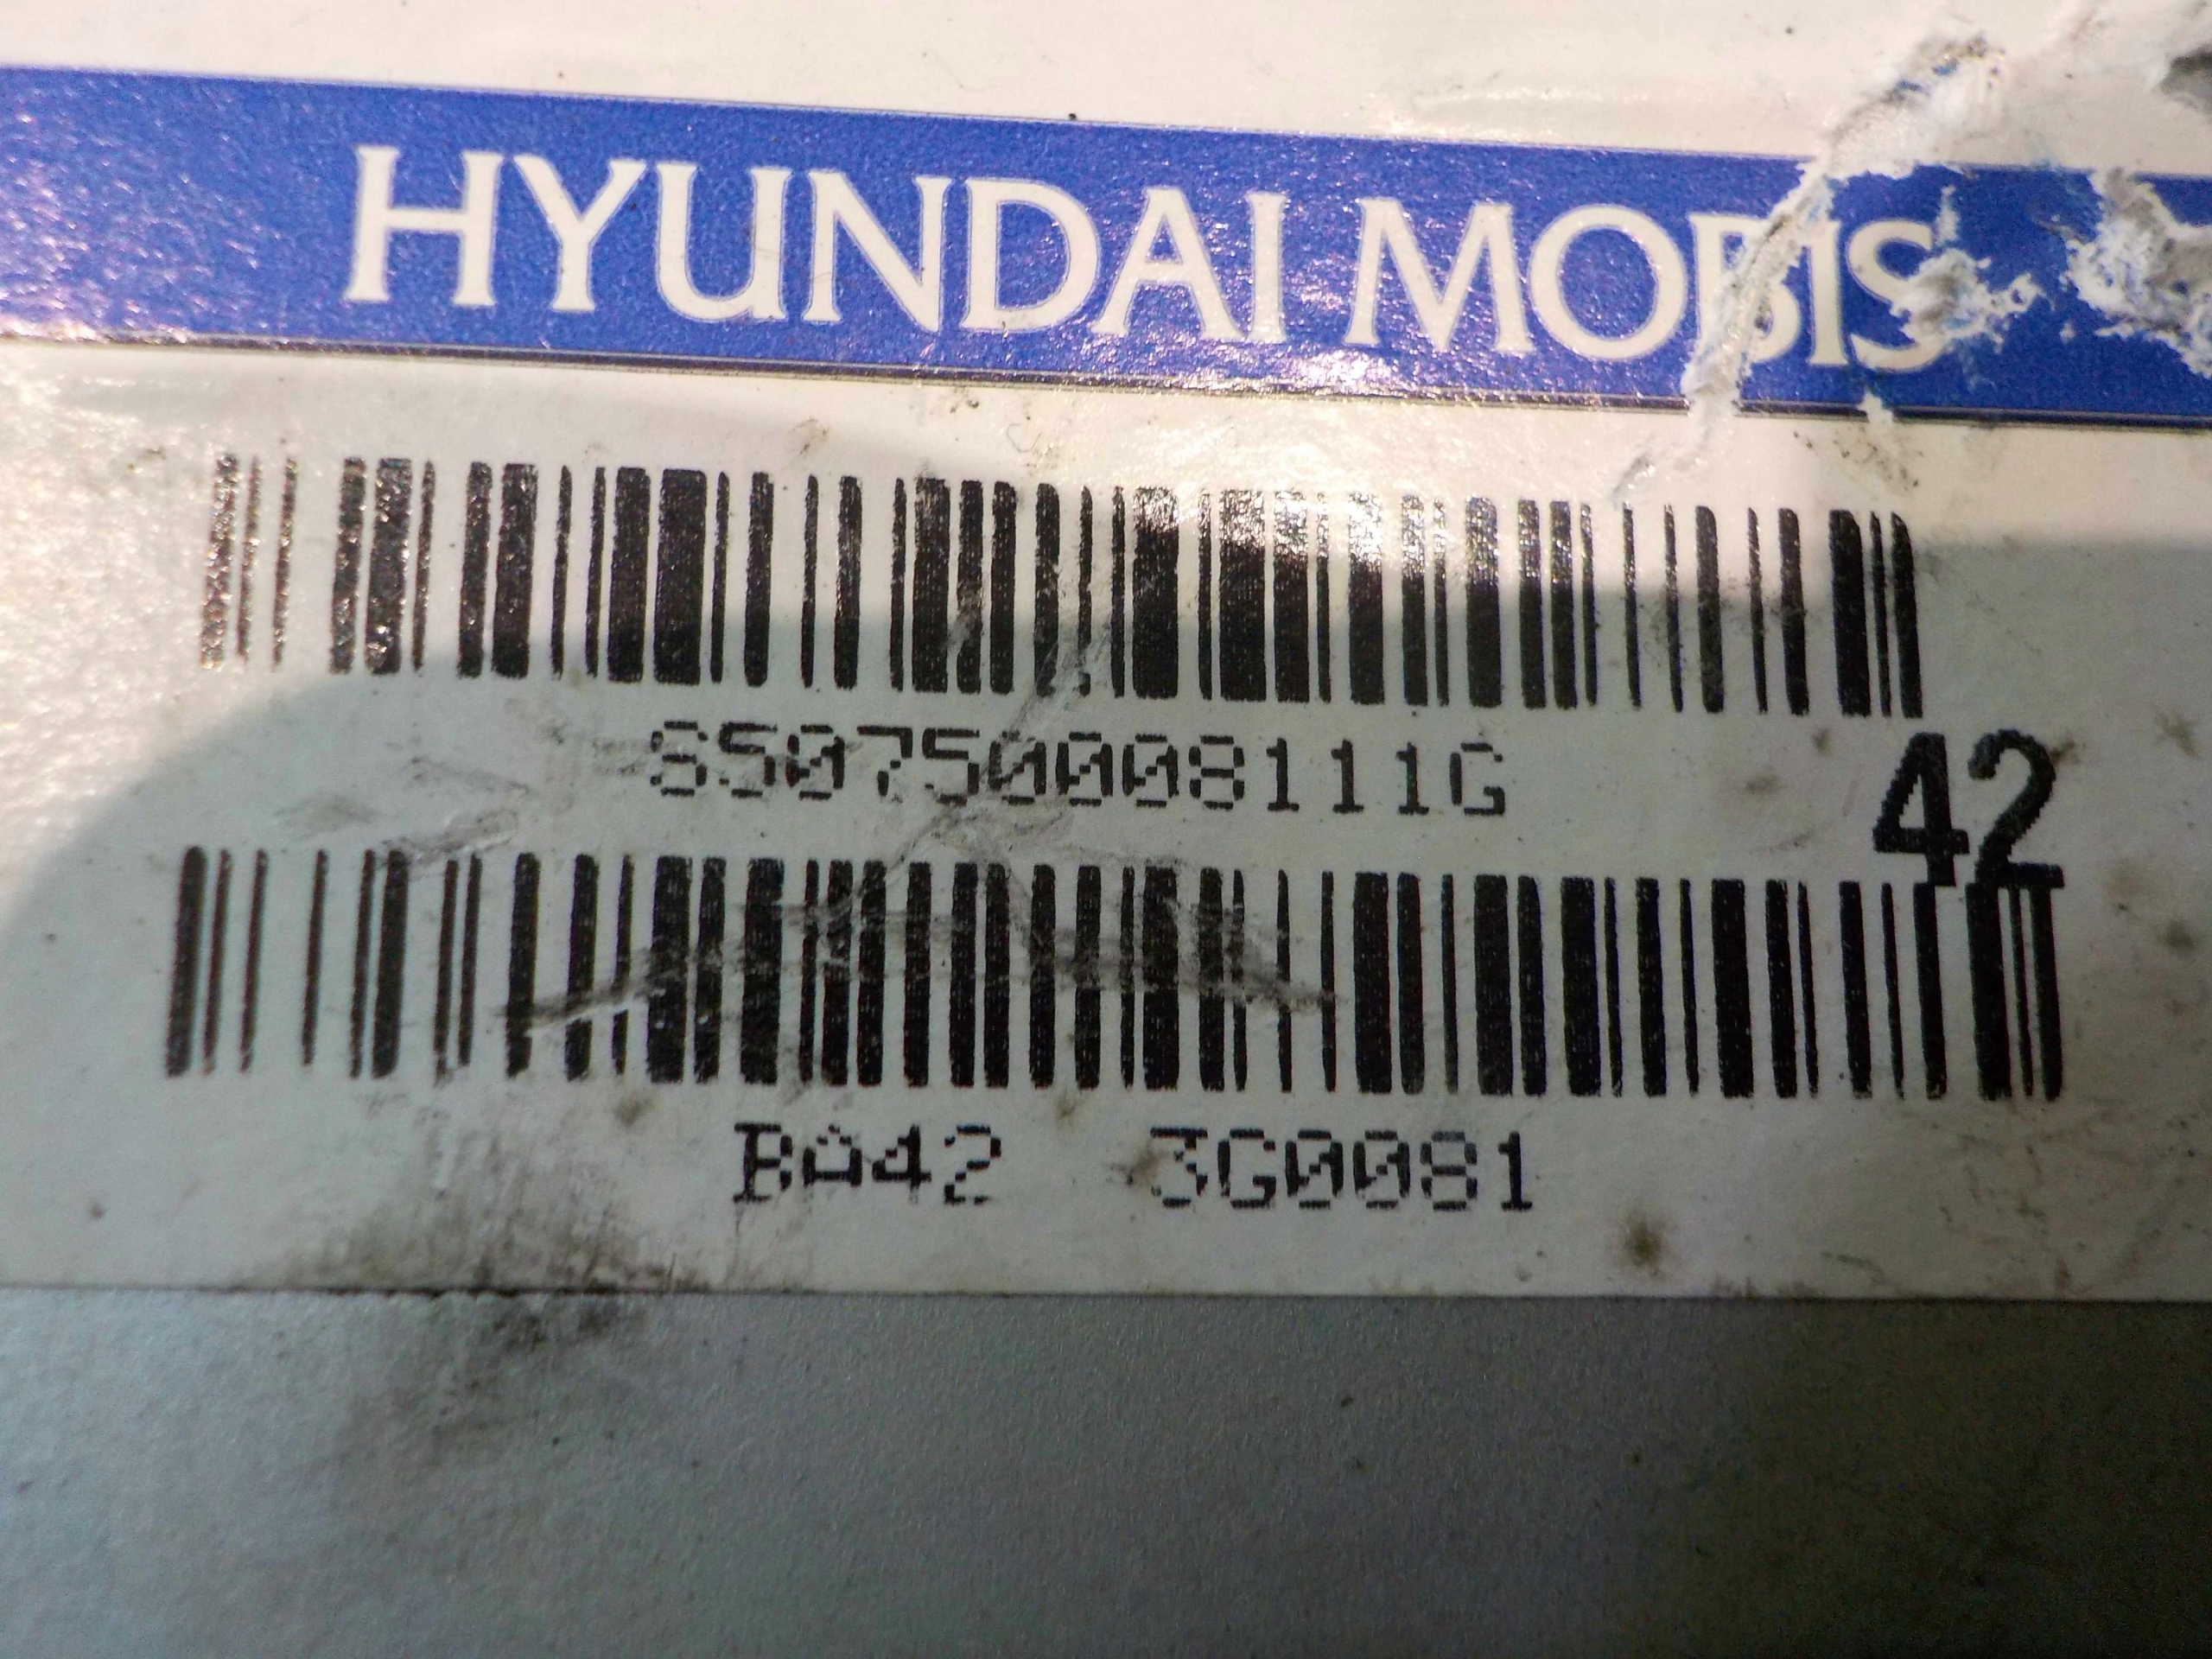 HYUNDAI MOBIS
S50750008111G
42
BA42 3G0081